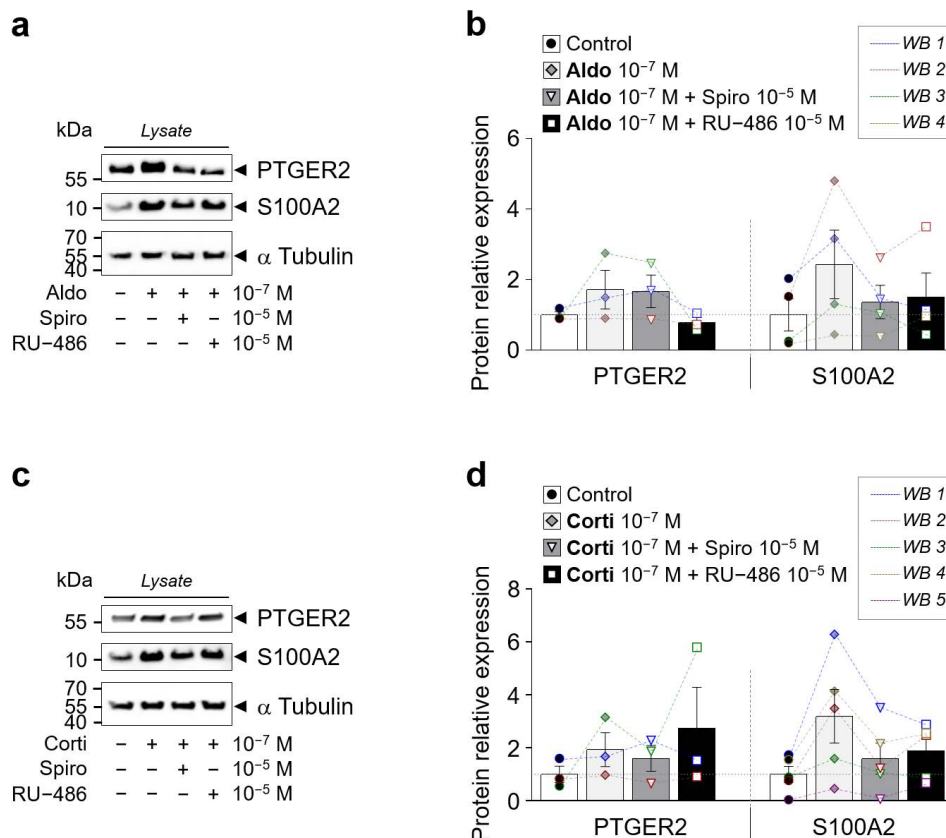 a
kDa
Lysate
55
PTGER2
10
S100A2
70
55
40
α Tubulin
Aldo – + + + 10⁻⁷ M
Spiro + 10⁻⁵ M
RU−486 – – – + 10⁻⁵ M
b
Control
Aldo 10⁻⁷ M
Aldo 10⁻⁷ M + Spiro 10⁻⁵ M
Aldo 10⁻⁷ M + RU−486 10⁻⁵ M
WB 1
WB 2
WB 3
WB 4
Protein relative expression
6
4
2
0
PTGER2
S100A2
c
kDa
Lysate
55
PTGER2
10
S100A2
70
55
40
α Tubulin
Corti – + + + 10⁻⁷ M
Spiro – – + – 10⁻⁵ M
RU−486 – – – + 10⁻⁵ M
d
Control
Corti 10⁻⁷ M
Corti 10⁻⁷ M + Spiro 10⁻⁵ M
Corti 10⁻⁷ M + RU−486 10⁻⁵ M
WB 1
WB 2
WB 3
WB 4
WB 5
Protein relative expression
8
6
4
2
0
PTGER2
S100A2